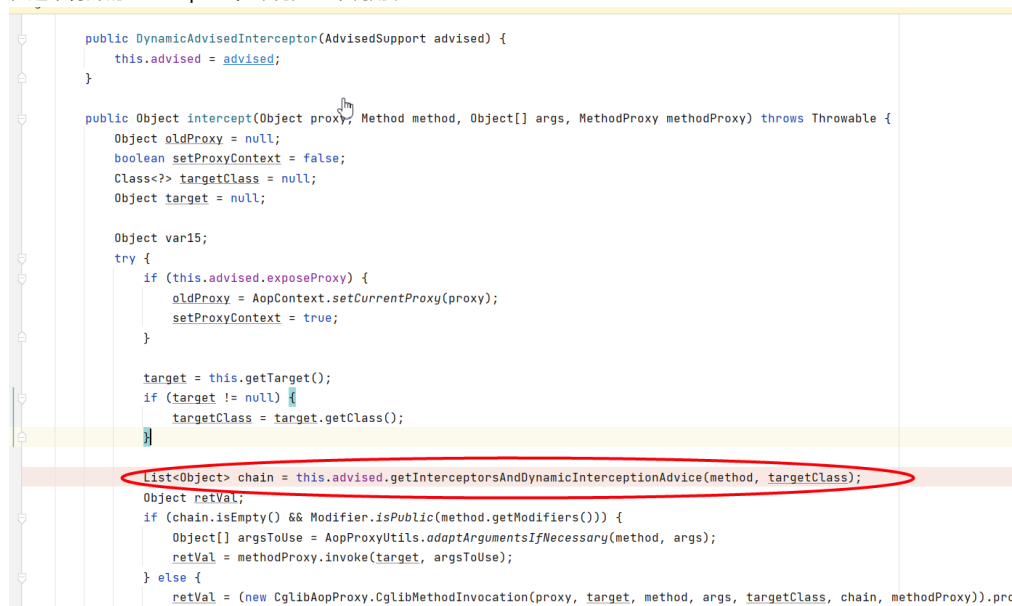 public DynamicAdvisedInterceptor(AdvisedSupport advised) {
this.advised = advised;
}
public Object intercept(Object proxy, Method method, Object[] args, MethodProxy methodProxy) throws Throwable {
Object oldProxy = null;
boolean setProxyContext = false;
Class<?> targetClass = null;
Object target = null;
Object var15;
try {
if (this.advised.exposeProxy) {
oldProxy = AopContext.setCurrentProxy(proxy);
setProxyContext = true;
}
target = this.getTarget();
if (target != null) {
targetClass = target.getClass();
}
List<Object> chain = this.advised.getInterceptorsAndDynamicInterceptionAdvice(method, targetClass);
Object retVal;
if (chain.isEmpty() && Modifier.isPublic(method.getModifiers())) {
Object[] argsToUse = AopProxyUtils.adaptArgumentsIfNecessary(method, args);
retVal = methodProxy.invoke(target, argsToUse);
} else {
retVal = (new CglibAopProxy.CglibMethodInvocation(proxy, target, method, args, targetClass, chain, methodProxy)).pro